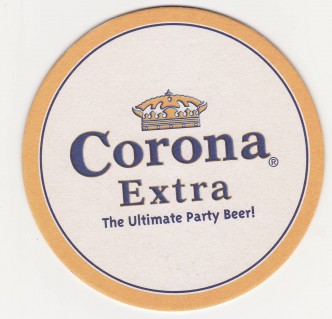 Corona®
Extra
The Ultimate Party Beer!